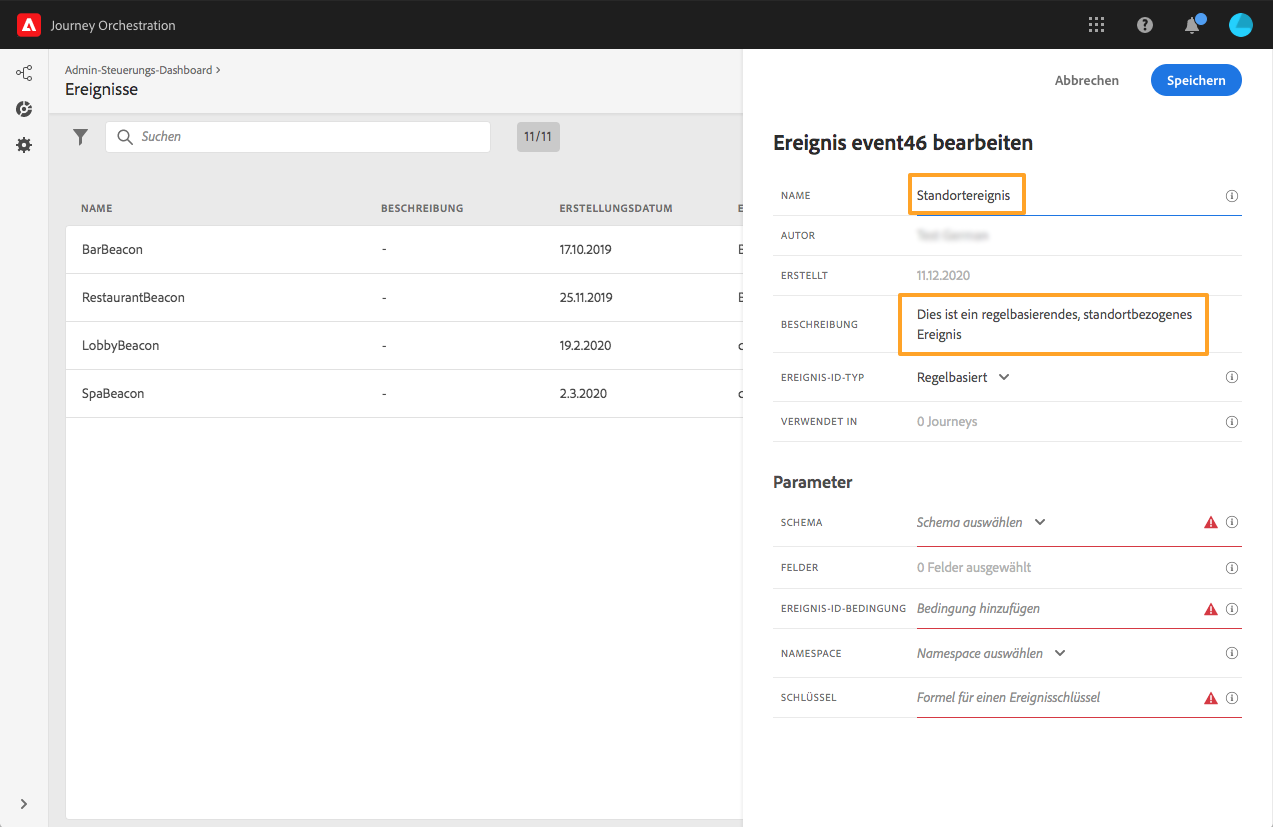 Journey Orchestration
Admin-Steuerungs-Dashboard
Ereignisse
Suchen
11/11
NAME BESCHREIBUNG ERSTELLUNGSDATUM
BarBeacon - 17.10.2019
RestaurantBeacon - 25.11.2019
LobbyBeacon - 19.2.2020
SpaBeacon - 2.3.2020
Abbrechen Speichern
Ereignis event46 bearbeiten
NAME Standortereignis
AUTOR
ERSTELLT 11.12.2020
BESCHREIBUNG Dies ist ein regelbasierendes, standortbezogenes
Ereignis
EREIGNIS-ID-TYP Regelbasiert
VERWENDET IN 0 Journeys
Parameter
SCHEMA Schema auswählen
FELDER 0 Felder ausgewählt
EREIGNIS-ID-BEDINGUNG Bedingung hinzufügen
NAMESPACE Namespace auswählen
SCHLÜSSEL Formel für einen Ereignisschlüssel